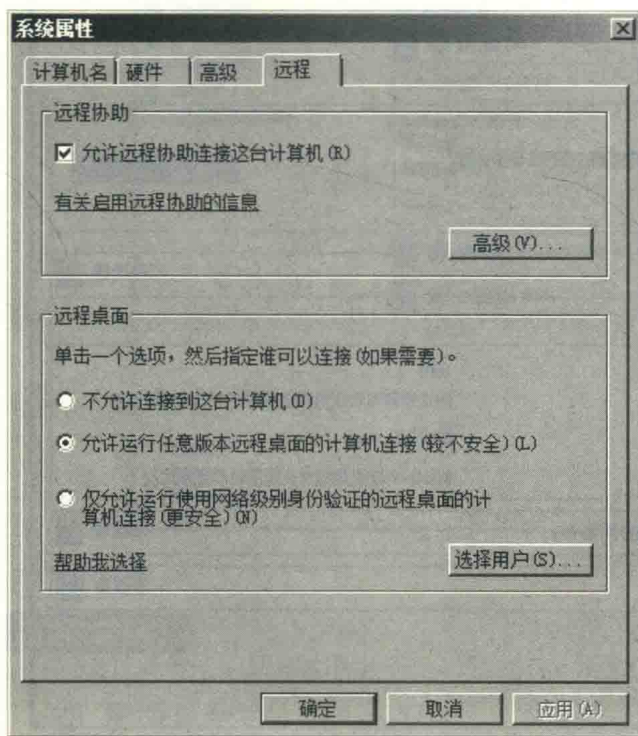 系统属性
计算机名 硬件 高级 远程
远程协助
允许远程协助连接这台计算机(R)
有关启用远程协助的信息
高级(V)...
远程桌面
单击一个选项，然后指定谁可以连接(如果需要)。
不允许连接到这台计算机(D)
允许运行任意版本远程桌面的计算机连接(较不安全)(L)
仅允许运行使用网络级别身份验证的远程桌面的计
算机连接(更安全)(N)
帮助我选择
选择用户(S)...
确定 取消 应用(A)